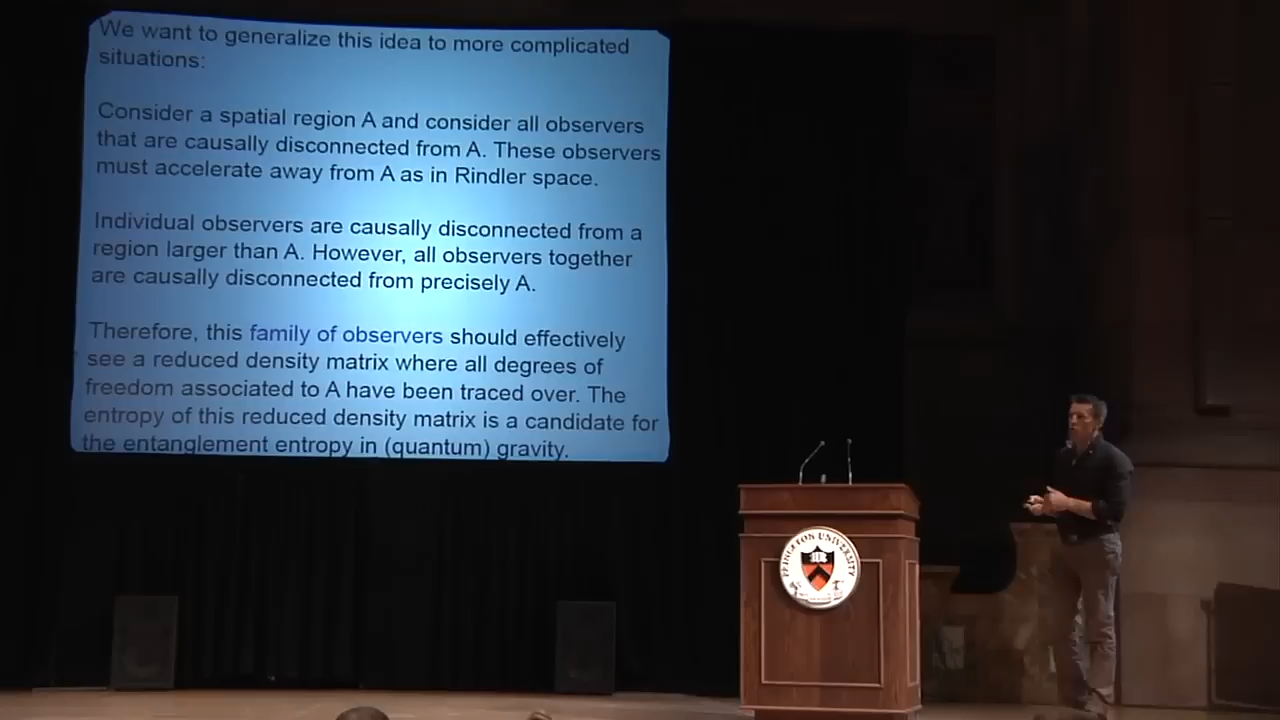 We want to generalize this idea to more complicated
situations:
Consider a spatial region A and consider all observers
that are causally disconnected from A. These observers
must accelerate away from A as in Rindler space.
Individual observers are causally disconnected from a
region larger than A. However, all observers together
are causally disconnected from precisely A.
Therefore, this family of observers should effectively
see a reduced density matrix where all degrees of
freedom associated to A have been traced over. The
entropy of this reduced density matrix is a candidate for
the entanglement entropy in (quantum) gravity.
PRINCETON UNIVERSITY